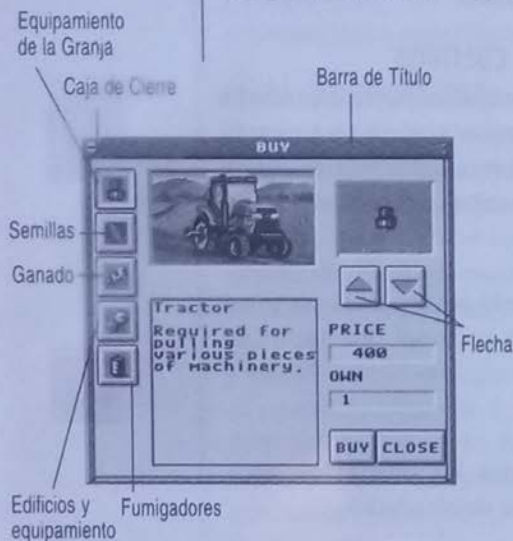 Equipamiento
de la Granja
Caja de Cierre
Barra de Título
BUY
Semillas
Ganado
Tractor
Required for
pulling
various pieces
of machinery.
PRICE
400
OWN
1
Flecha
BUY CLOSE
Edificios y
equipamiento
Fumigadores